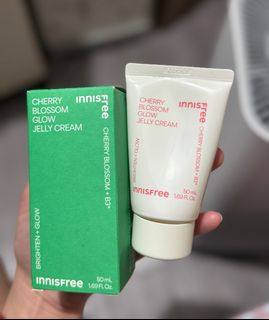 INNISFree
CHERRY
BLOSSOM
GLOW
JELLY CREAM
CHERRY BLOSSOM + B3*
BRIGHTEN + GLOW
INNISFree
50 mL
1.69 Fl. Oz.
INNISFree
CHERRY
BLOSSOM
GLOW
JELLY CREAM
CHERRY BLOSSOM + B3*
INNISFree
50 mL
1.69 Fl. Oz.